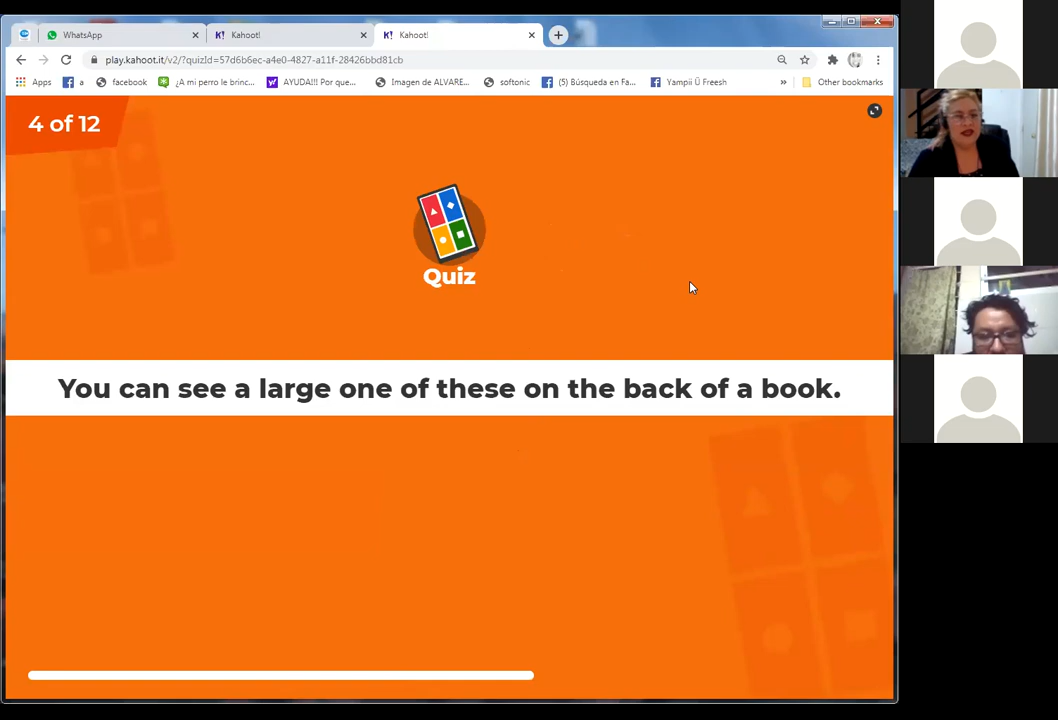 WhatsApp
Kahoot!
Kahoot!
play.kahoot.it/v2/?quizId=57d6b6ec-a4e0-4827-a11f-28426bbd81cb
Apps
a
facebook
¿A mi perro le brinc...
AYUDA!!! Por que...
Imagen de ALVARE...
softonic
(5) Búsqueda en Fa...
Yampii Ü Freesh
»
Other bookmarks
4 of 12
Quiz
You can see a large one of these on the back of a book.